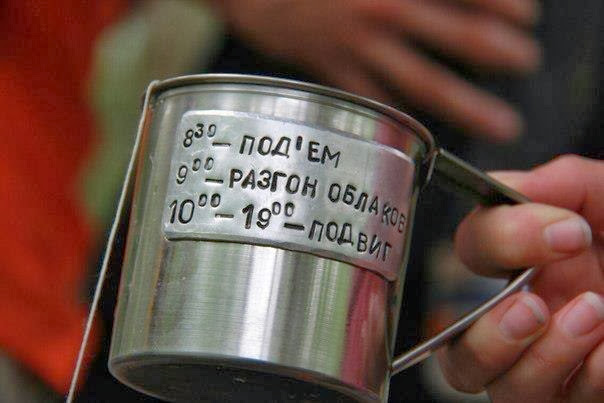 8³⁰ — ПОД'ЕМ
9⁰⁰ — РАЗГОН ОБЛАКОВ
10⁰⁰ — 19⁰⁰ — ПОДВИГ